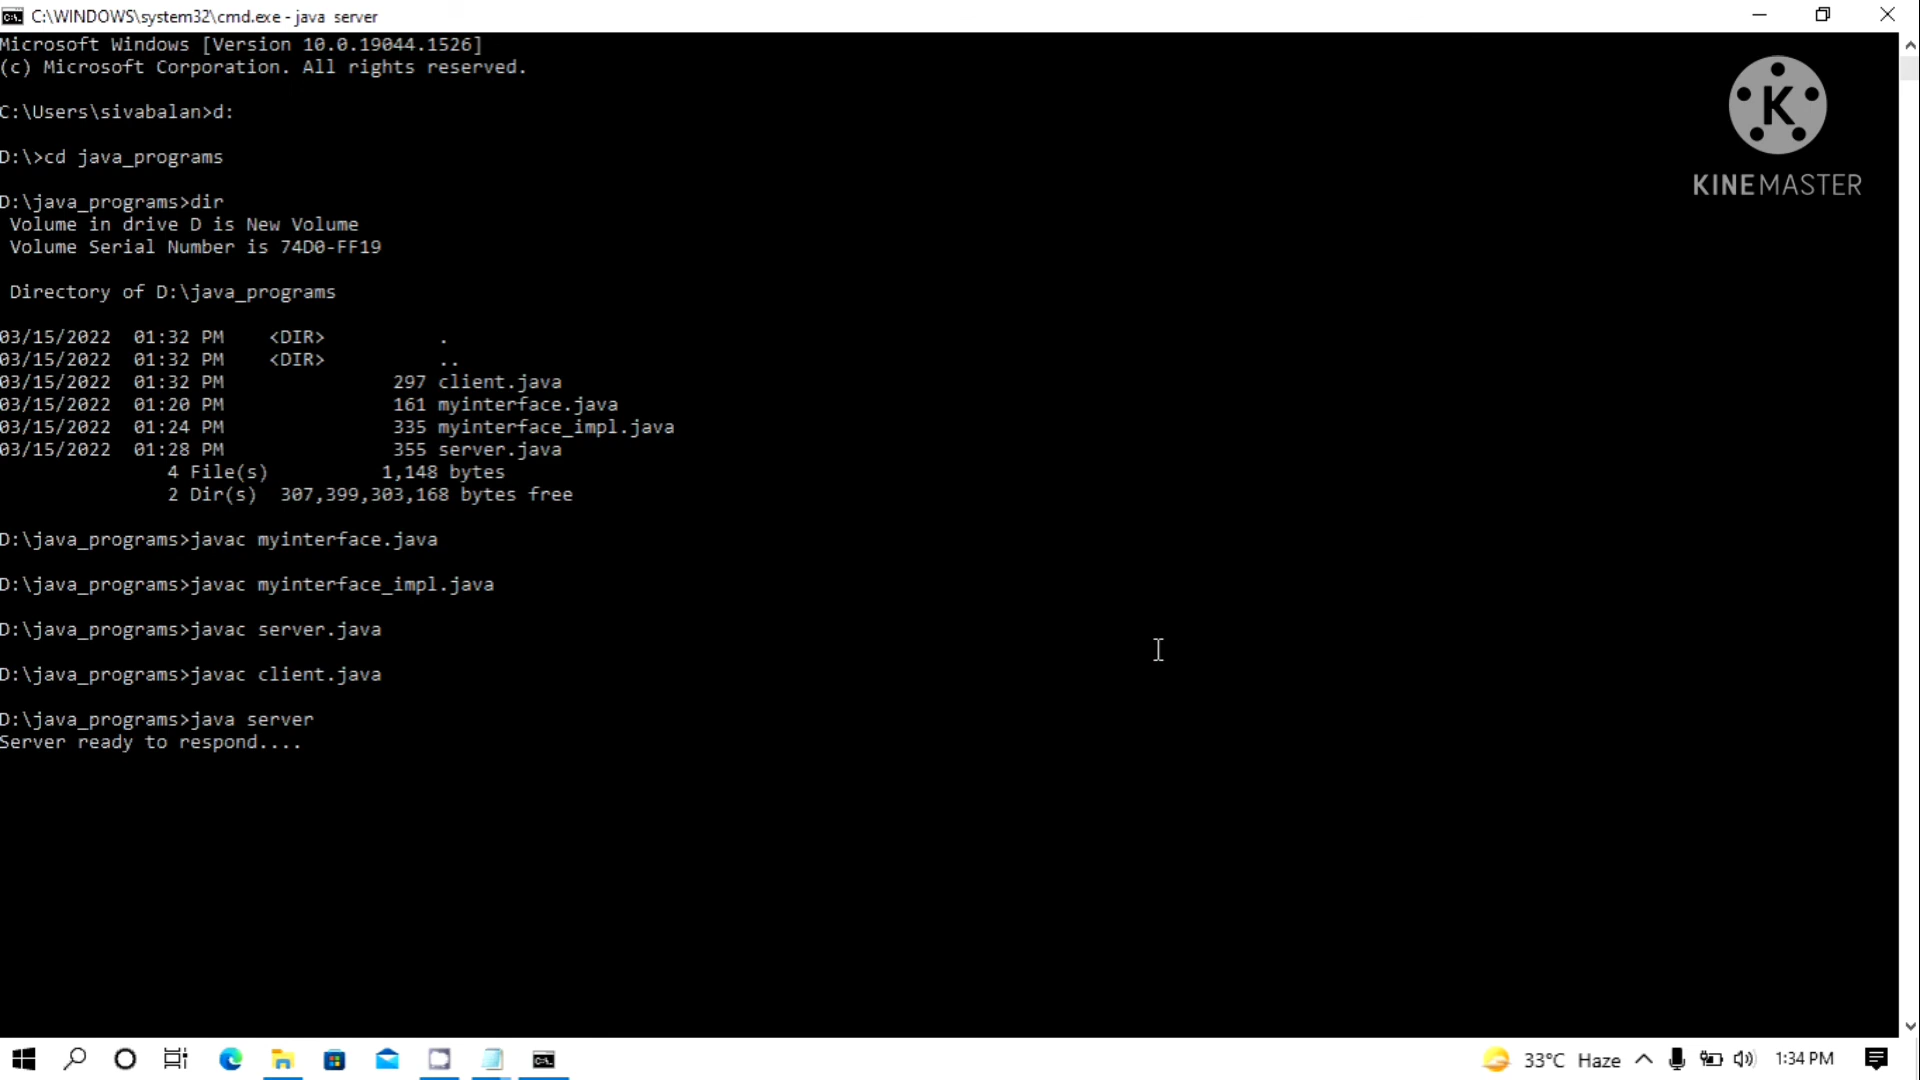 C:\WINDOWS\system32\cmd.exe - java  server
Microsoft Windows [Version 10.0.19044.1526]
(c) Microsoft Corporation. All rights reserved.
C:\Users\sivabalan>d:
D:\>cd java_programs
D:\java_programs>dir
 Volume in drive D is New Volume
 Volume Serial Number is 74D0-FF19
 Directory of D:\java_programs
03/15/2022  01:32 PM    <DIR>          .
03/15/2022  01:32 PM    <DIR>          ..
03/15/2022  01:32 PM               297 client.java
03/15/2022  01:20 PM               161 myinterface.java
03/15/2022  01:24 PM               335 myinterface_impl.java
03/15/2022  01:28 PM               355 server.java
               4 File(s)          1,148 bytes
               2 Dir(s)  307,399,303,168 bytes free
D:\java_programs>javac myinterface.java
D:\java_programs>javac myinterface_impl.java
D:\java_programs>javac server.java
D:\java_programs>javac client.java
D:\java_programs>java server
Server ready to respond....
K
KINEMASTER
33°C Haze
1:34 PM